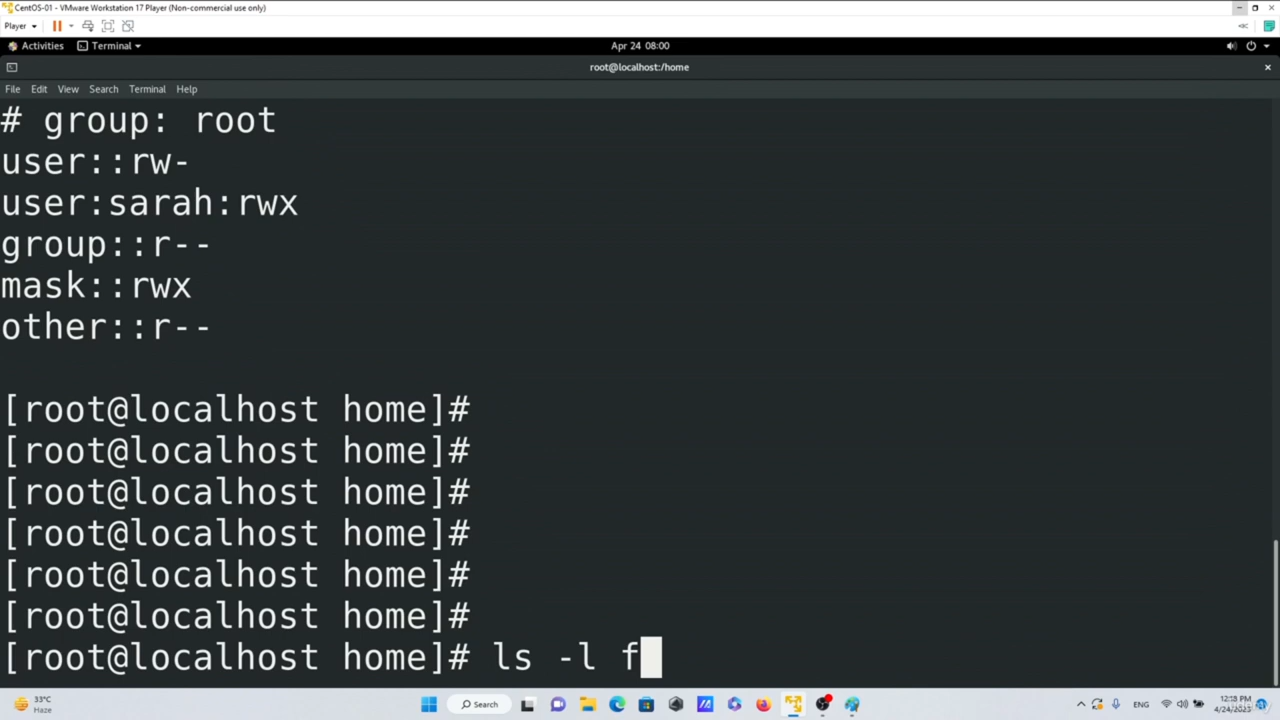 CentOS-01 - VMware Workstation 17 Player (Non-commercial use only)
Player
Activities Terminal Apr 24 08:00
root@localhost:/home
File Edit View Search Terminal Help
# group: root
user::rw-
user:sarah:rwx
group::r--
mask::rwx
other::r--
[root@localhost home]#
[root@localhost home]#
[root@localhost home]#
[root@localhost home]#
[root@localhost home]#
[root@localhost home]#
[root@localhost home]# ls -l f
33°C
Haze
Search
ENG
12:18 PM
4/24/2023